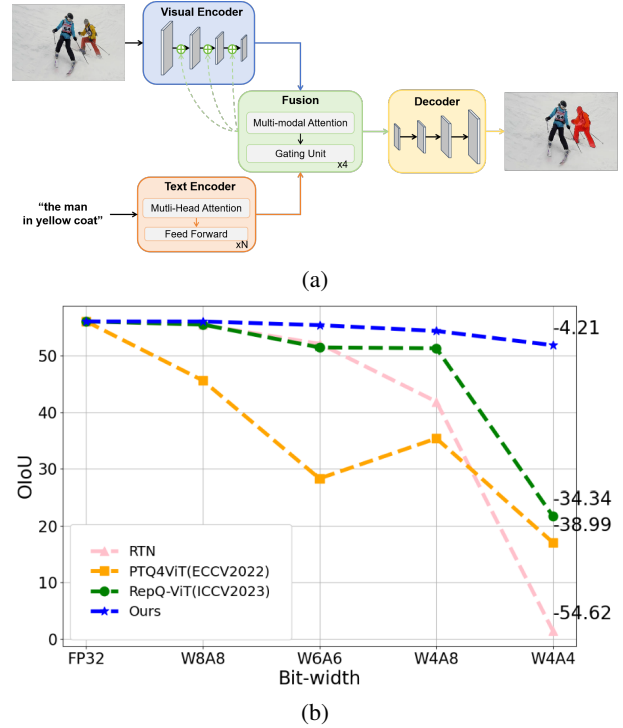 Visual Encoder
Fusion
Multi-modal Attention
Gating Unit
x4
Decoder
Text Encoder
Mutli-Head Attention
Feed Forward
xN
“the man
in yellow coat”
(a)
OIoU
50
40
30
20
10
0
-4.21
-34.34
-38.99
-54.62
RTN
PTQ4ViT(ECCV2022)
RepQ-ViT(ICCV2023)
Ours
FP32 W8A8 W6A6 W4A8 W4A4
Bit-width
(b)